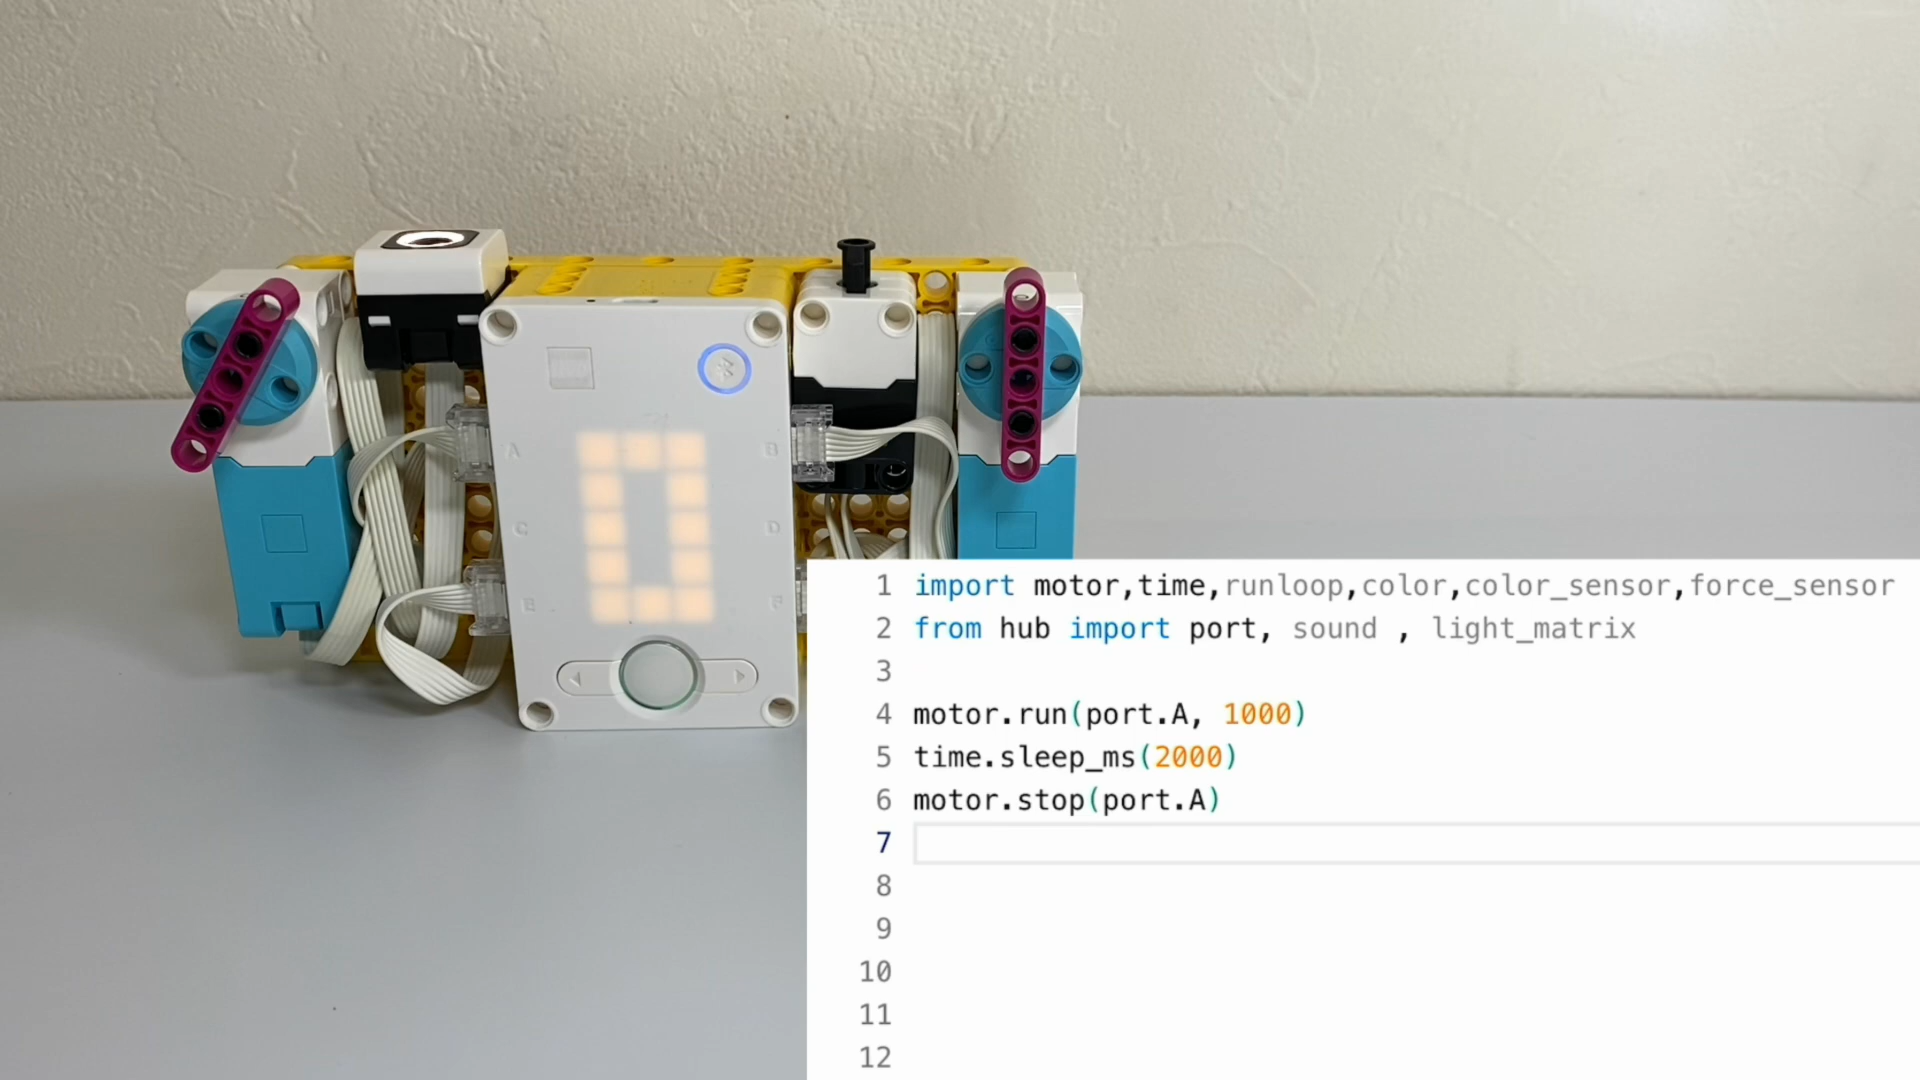 A
B
C
D
E
F
0
1 import motor,time,runloop,color,color_sensor,force_sensor
2 from hub import port, sound , light_matrix
3
4 motor.run(port.A, 1000)
5 time.sleep_ms(2000)
6 motor.stop(port.A)
7
8
9
10
11
12